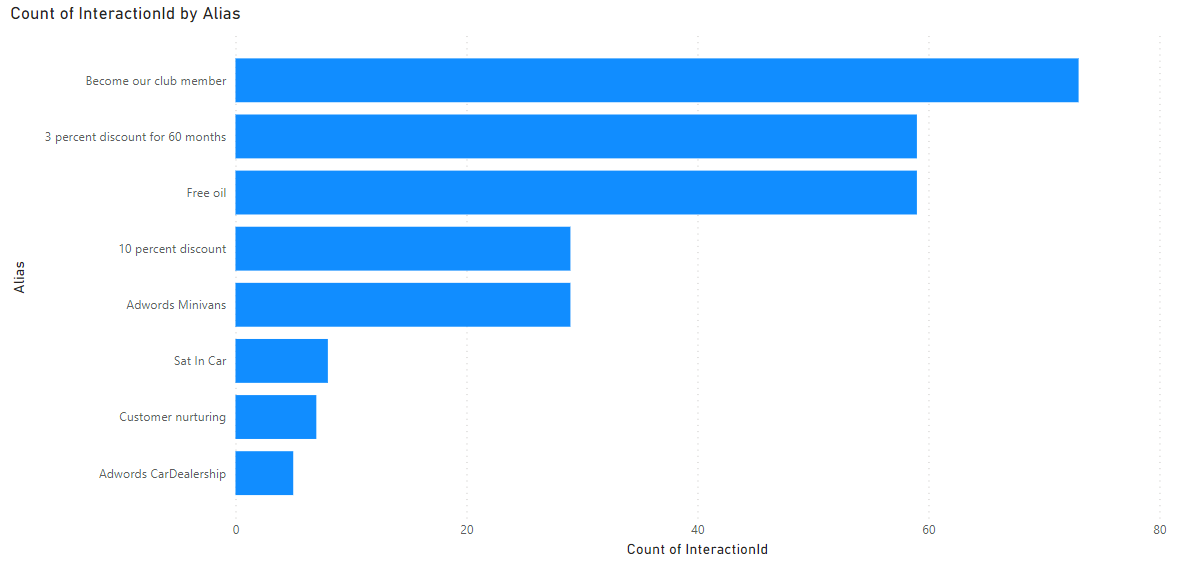 Count of InteractionId by Alias
Become our club member
3 percent discount for 60 months
Free oil
10 percent discount
Adwords Minivans
Sat In Car
Customer nurturing
Adwords CarDealership
Alias
0 20 40 60 80
Count of InteractionId